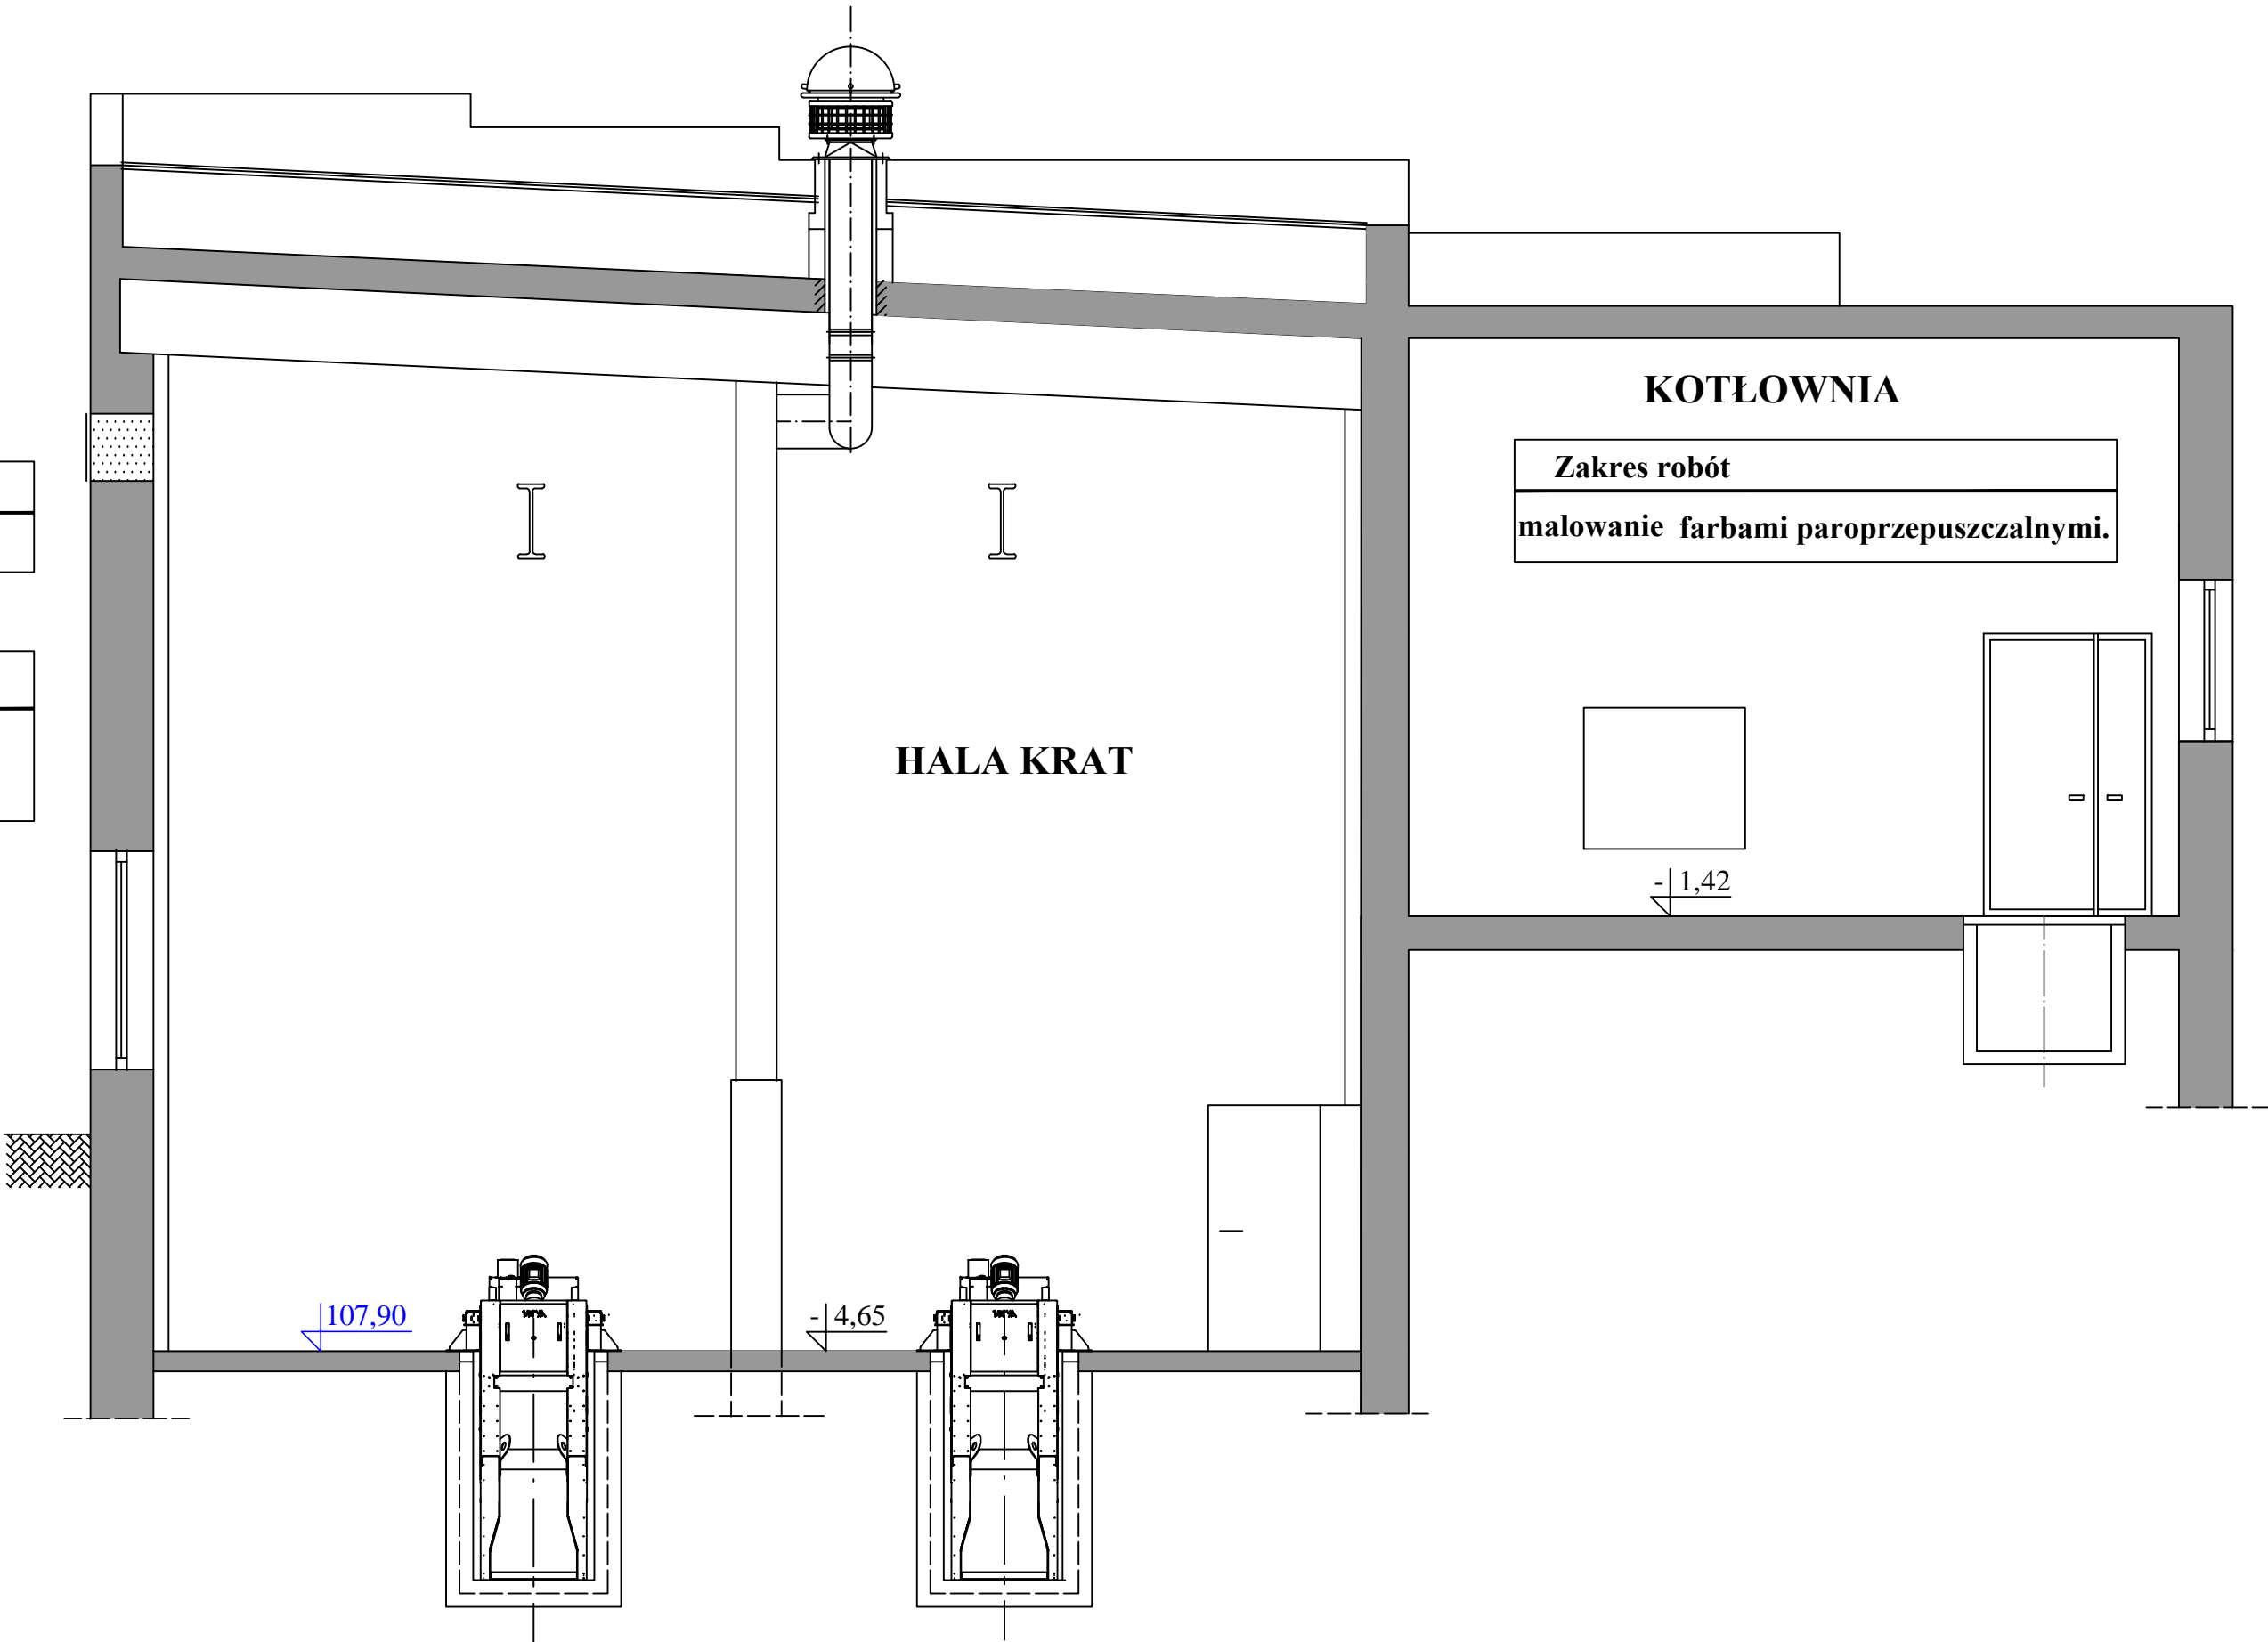 KOTŁOWNIA
Zakres robót
malowanie farbami paroprzepuszczalnymi.
HALA KRAT
- 1,42
107,90
- 4,65